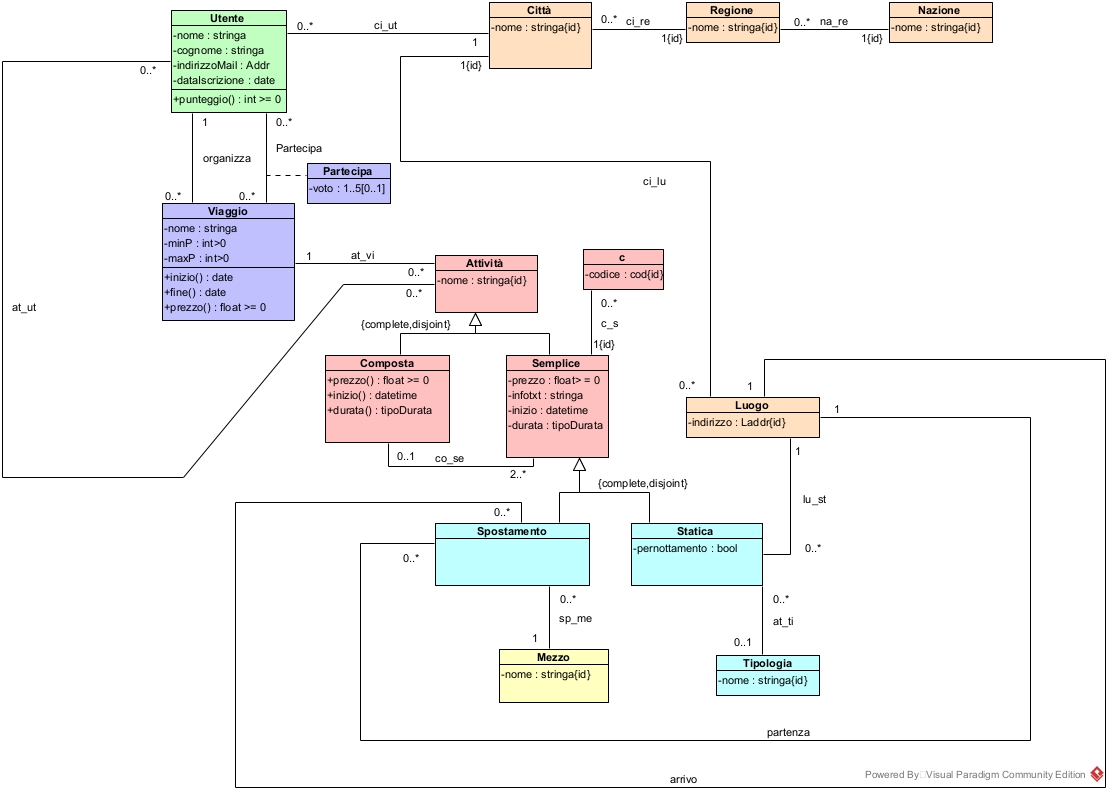 Utente
-nome : stringa
-cognome : stringa
-indirizzoMail : Addr
-dataIscrizione : date
+punteggio() : int >= 0
0..*
ci_ut
1
Città
-nome : stringa{id}
0..*
ci_re
1{id}
Regione
-nome : stringa{id}
0..*
na_re
1{id}
Nazione
-nome : stringa{id}
1{id}
0..*
1
0..*
organizza
Partecipa
Partecipa
-voto : 1..5[0..1]
ci_lu
0..*
0..*
Viaggio
-nome : stringa
-minP : int>0
-maxP : int>0
+inizio() : date
+fine() : date
+prezzo() : float >= 0
1
at_vi
0..*
0..*
Attività
-nome : stringa{id}
c
-codice : cod{id}
0..*
c_s
1{id}
at_ut
{complete,disjoint}
Composta
+prezzo() : float >= 0
+inizio() : datetime
+durata() : tipoDurata
Semplice
-prezzo : float> = 0
-infotxt : stringa
-inizio : datetime
-durata : tipoDurata
0..*
1
Luogo
-indirizzo : Laddr{id}
1
0..1
co_se
2..*
1
{complete,disjoint}
lu_st
0..*
0..*
0..*
Spostamento
Statica
-pernottamento : bool
0..*
sp_me
1
0..*
at_ti
0..1
Mezzo
-nome : stringa{id}
Tipologia
-nome : stringa{id}
partenza
arrivo
Powered By Visual Paradigm Community Edition